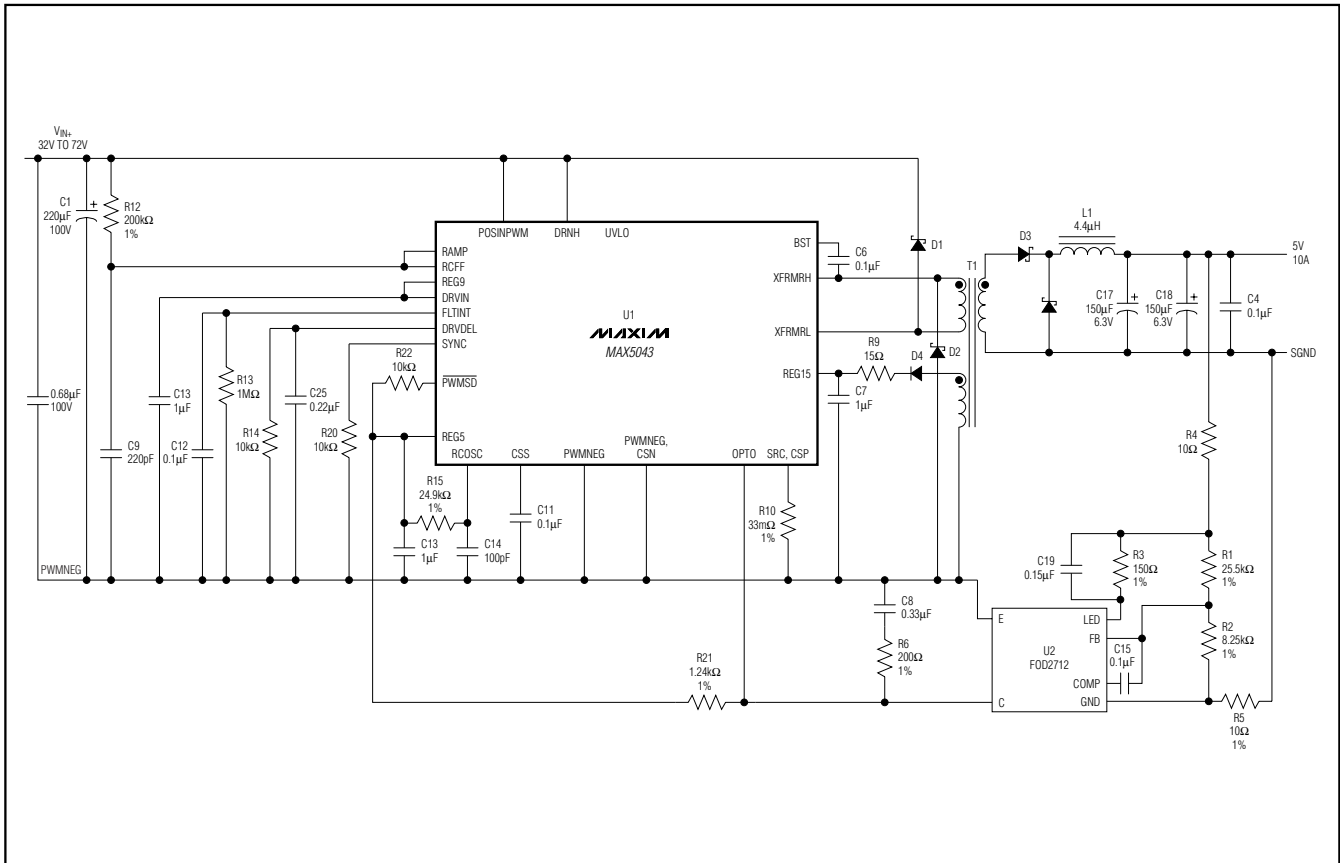 VIN+
32V TO 72V
C1
220µF
100V
+
R12
200kΩ
1%
POSINPWM
DRNH
UVLO
RAMP
RCFF
REG9
DRVIN
FLTINT
DRVDEL
SYNC
PWMSD
REG5
RCOSC
CSS
PWMNEG
PWMNEG,
CSN
OPTO
SRC, CSP
BST
XFRMRH
XFRMRL
REG15
U1
MAXIM
MAX5043
C6
0.1µF
D1
T1
D2
R9
15Ω
D4
C7
1µF
D3
L1
4.4µH
5V
10A
C17
150µF
6.3V
+
C18
150µF
6.3V
+
C4
0.1µF
SGND
0.68µF
100V
C9
220pF
C13
1µF
C12
0.1µF
R13
1MΩ
R14
10kΩ
C25
0.22µF
R20
10kΩ
R22
10kΩ
R15
24.9kΩ
1%
C13
1µF
C14
100pF
C11
0.1µF
R10
33mΩ
1%
PWMNEG
C8
0.33µF
R6
200Ω
1%
R21
1.24kΩ
1%
R4
10Ω
C19
0.15µF
R3
150Ω
1%
R1
25.5kΩ
1%
R2
8.25kΩ
1%
E
LED
FB
U2
FOD2712
C15
0.1µF
COMP
C
GND
R5
10Ω
1%